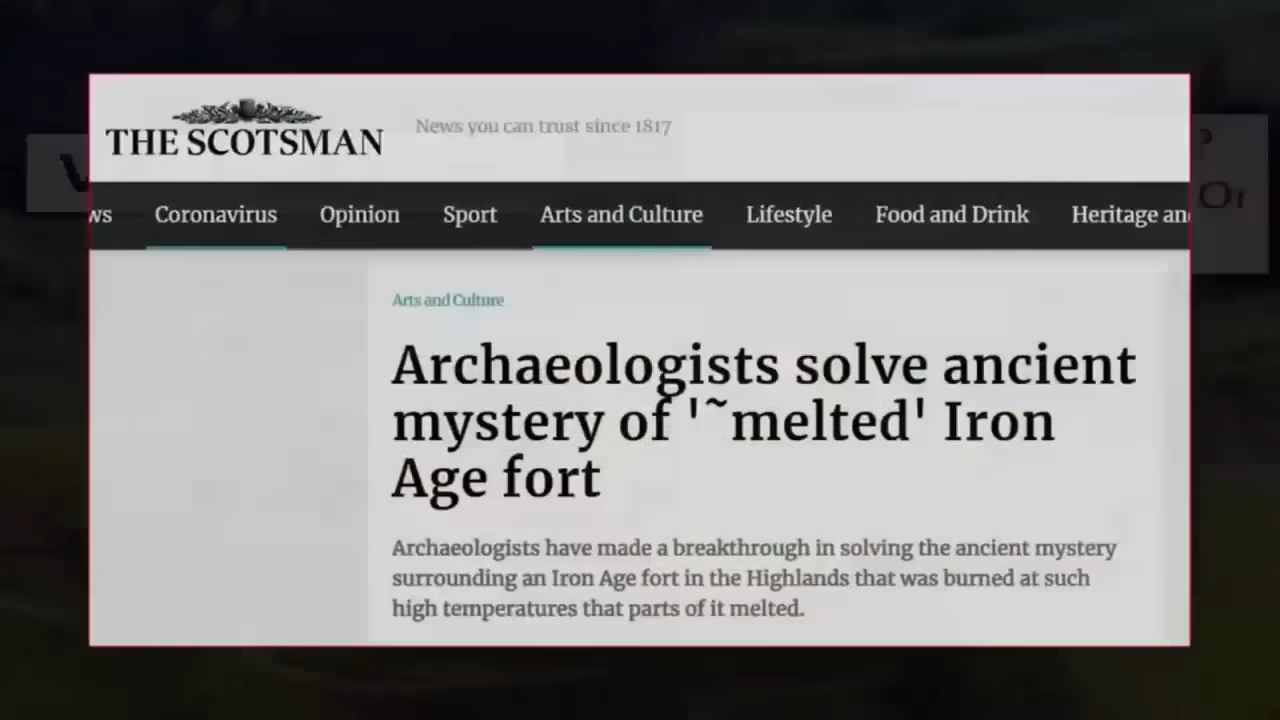 THE SCOTSMAN
News you can trust since 1817
ws Coronavirus Opinion Sport Arts and Culture Lifestyle Food and Drink Heritage and
Arts and Culture
Archaeologists solve ancient
mystery of '˜melted' Iron
Age fort
Archaeologists have made a breakthrough in solving the ancient mystery
surrounding an Iron Age fort in the Highlands that was burned at such
high temperatures that parts of it melted.